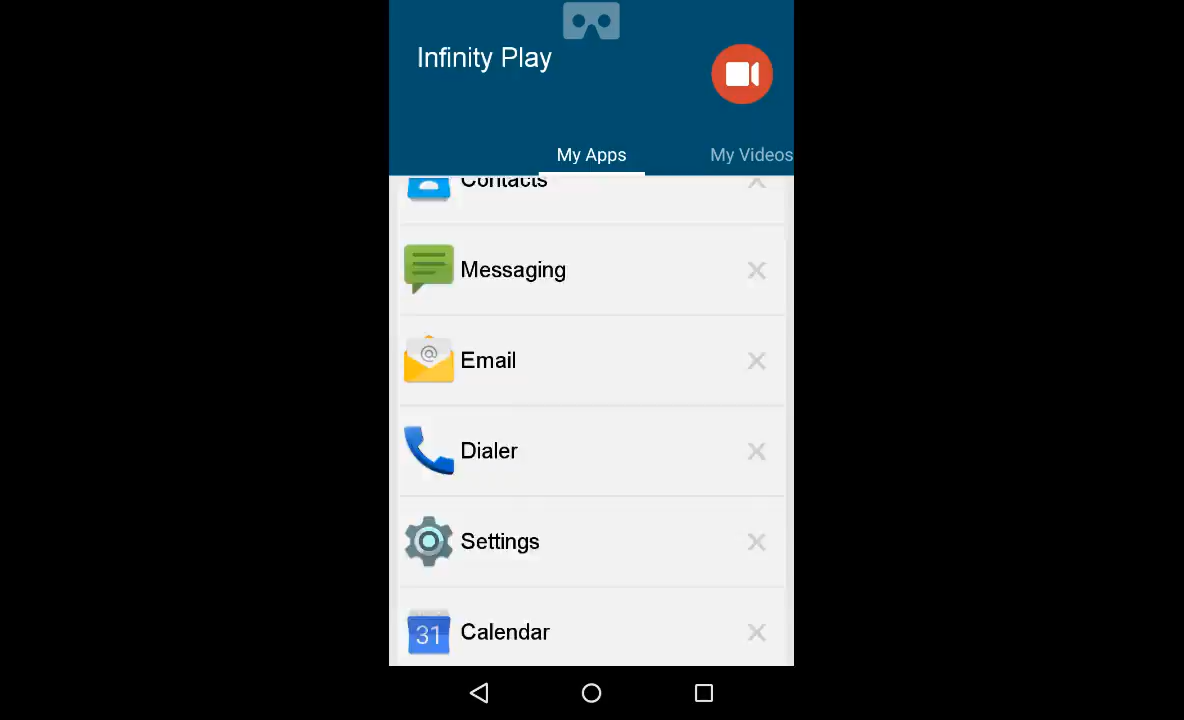 Infinity Play
My Apps
My Videos
Contacts
Messaging
@
Email
Dialer
Settings
31
Calendar